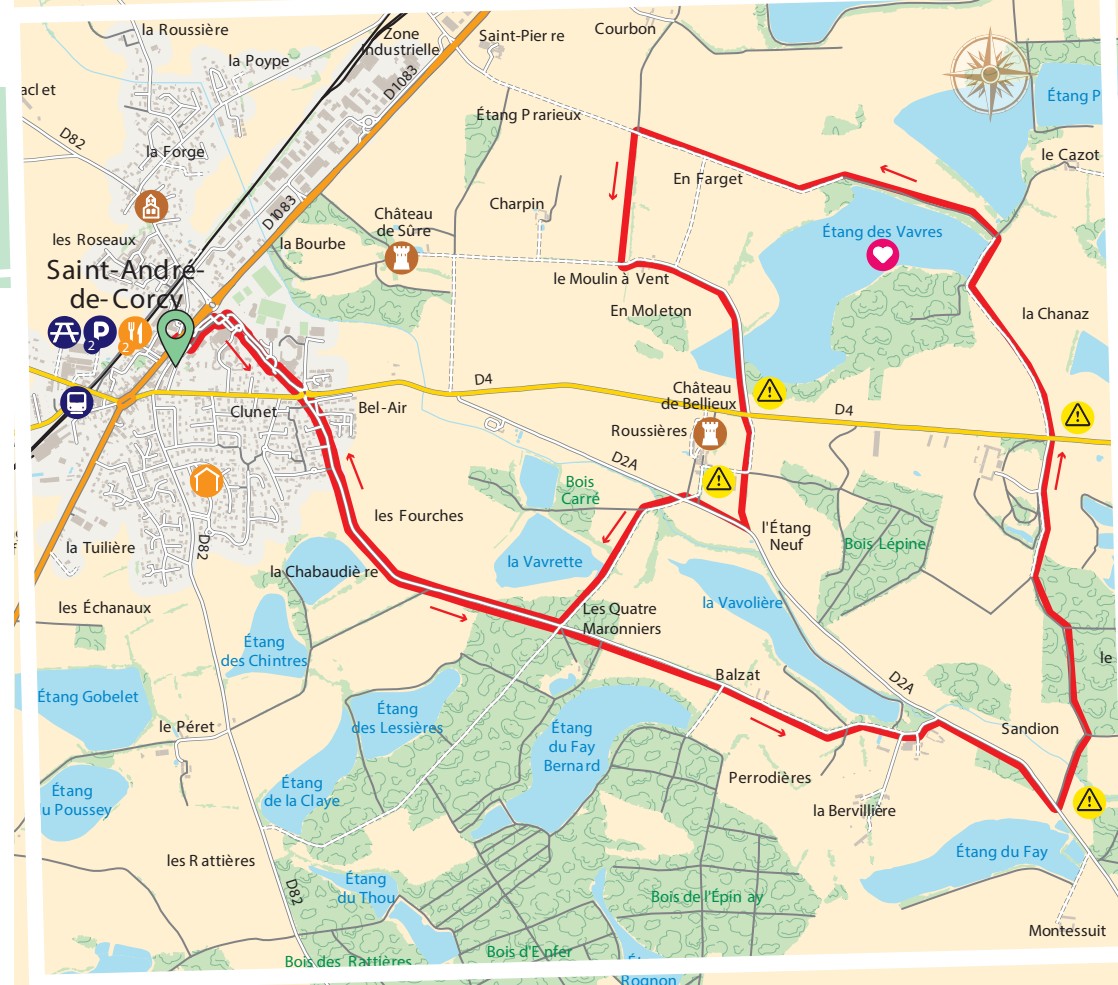 la Roussière
Zone
Industrielle
Saint-Pierre
Courbon
la Poype
D1083
Étang Prarieux
Étang P
D82
la Forge
le Cazot
En Farget
Charpin
D1083
Château
de Sûre
les Roseaux
la Bourbe
Étang des Vavres
Saint-André-
de-Corcy
le Moulin à Vent
En Moleton
la Chanaz
P
2
2
D4
Château
de Bellieux
D4
Clunet
Bel-Air
Roussières
D2A
Bois
Carré
les Fourches
l'Étang
Neuf
Bois Lépine
la Tuilière
D82
la Chabaudière
la Vavrette
les Échanaux
Les Quatre
Maronniers
la Vavolière
Étang
des Chintres
le
Balzat
D2A
Étang Gobelet
Étang
des Lessières
Sandion
le Péret
Étang
du Fay
Bernard
Perrodières
Étang
u Poussey
Étang
de la Claye
la Bervillière
Étang du Fay
les Rattières
D82
Étang
du Thou
Bois de l'Épinay
Montessuit
Bois d'Enfer
Bois des Rattières
Rognon